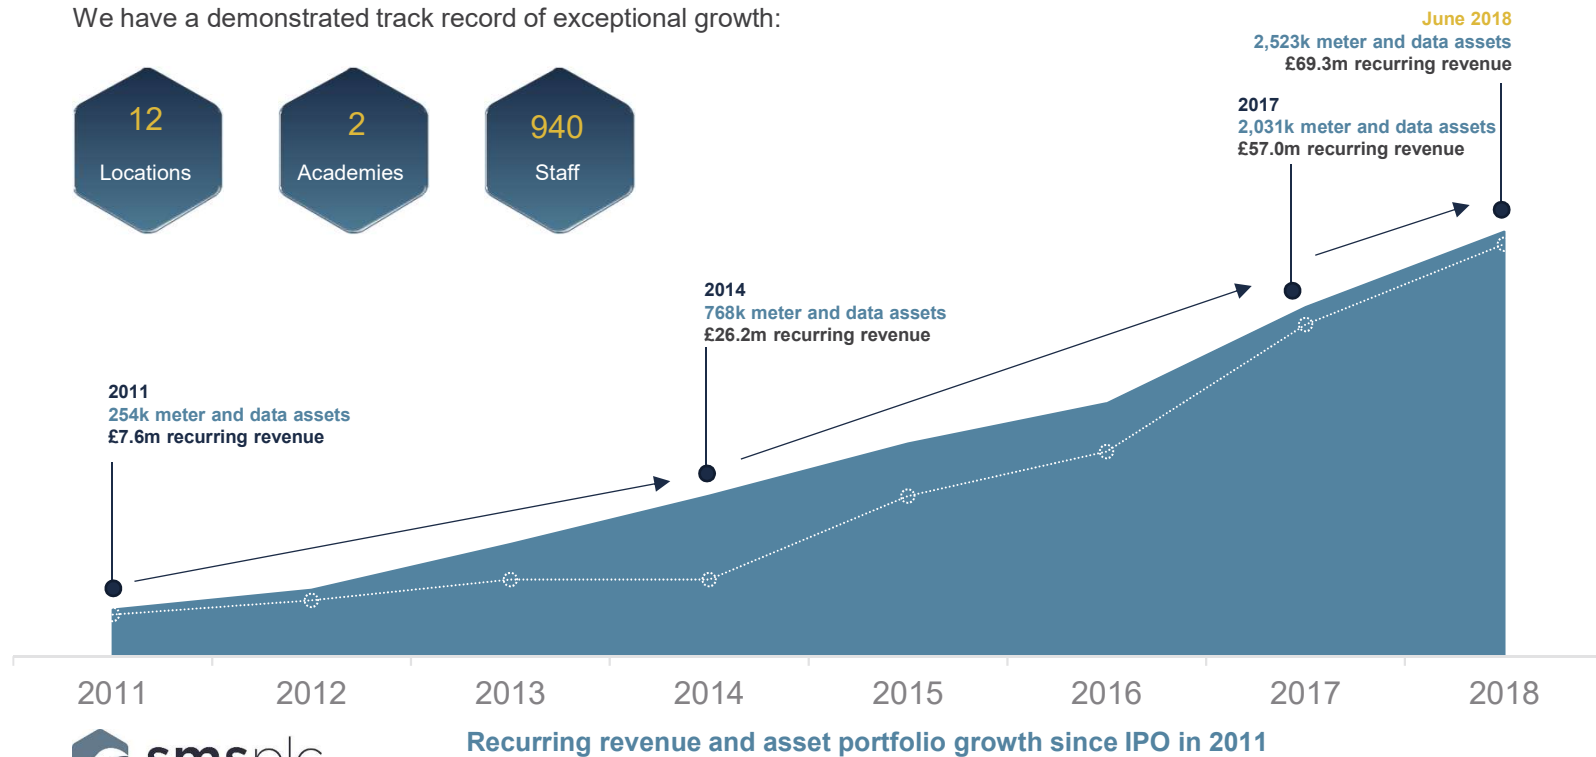 We have a demonstrated track record of exceptional growth:
12
Locations
2
Academies
940
Staff
June 2018
2,523k meter and data assets
£69.3m recurring revenue
2017
2,031k meter and data assets
£57.0m recurring revenue
2014
768k meter and data assets
£26.2m recurring revenue
2011
254k meter and data assets
£7.6m recurring revenue
2011 2012 2013 2014 2015 2016 2017 2018
smsplc
Recurring revenue and asset portfolio growth since IPO in 2011